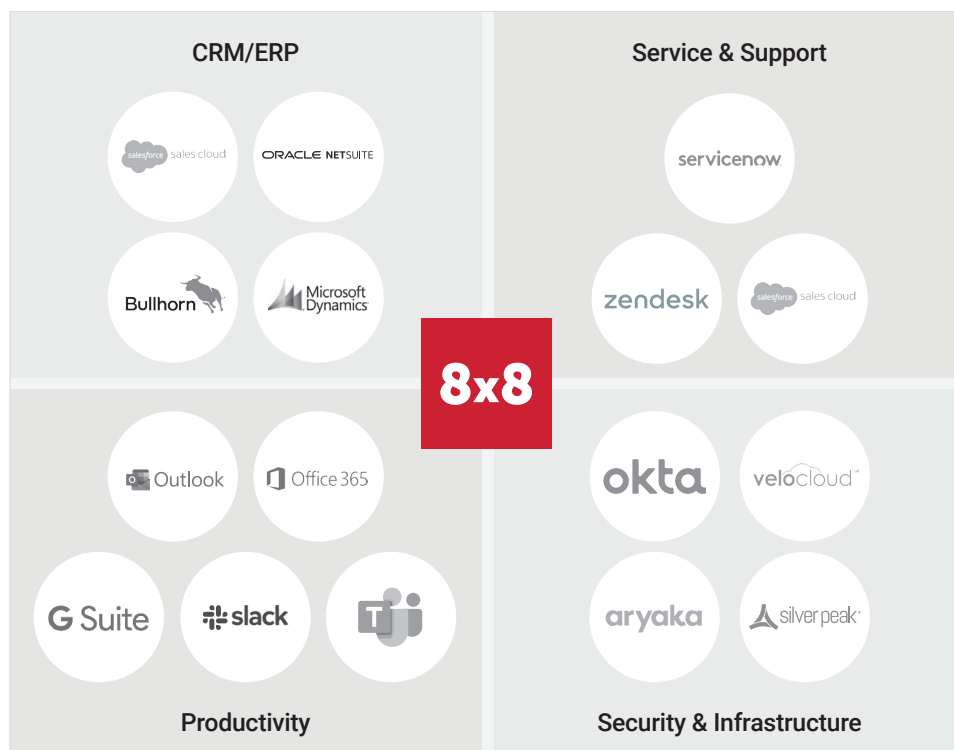 CRM/ERP
salesforce sales cloud
ORACLE NETSUITE
Bullhorn
Microsoft
Dynamics
Service & Support
servicenow
zendesk
salesforce sales cloud
8x8
Outlook
Office 365
G Suite
slack
T
Productivity
okta
velocloud™
aryaka
silver peak®
Security & Infrastructure